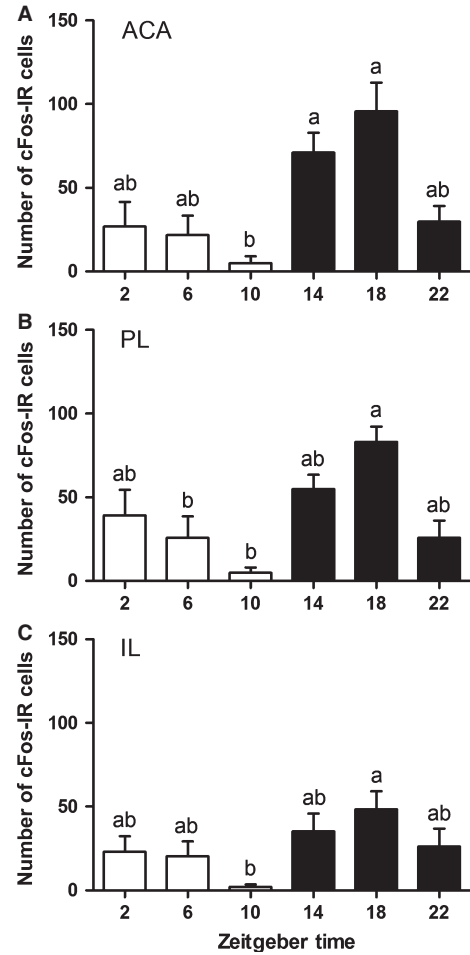 A
ACA
Number of cFos-IR cells
150
100
50
0
ab
ab
b
a
a
ab
2 6 10 14 18 22
B
PL
Number of cFos-IR cells
150
100
50
0
ab
b
b
ab
a
ab
2 6 10 14 18 22
C
IL
Number of cFos-IR cells
150
100
50
0
ab
ab
b
ab
a
ab
2 6 10 14 18 22
Zeitgeber time